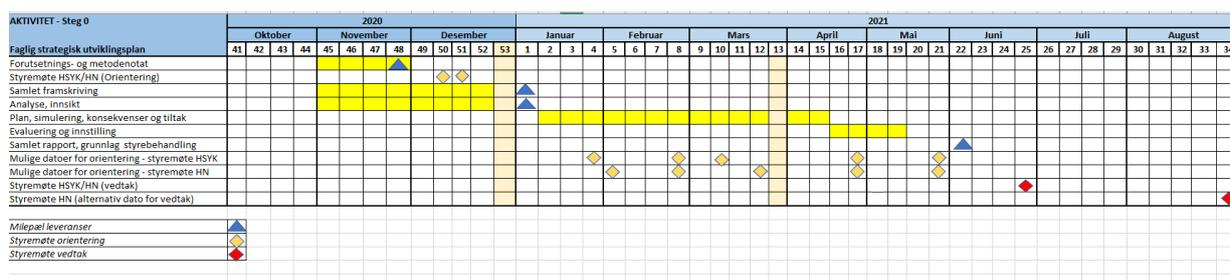 AKTIVITET - Steg 0 2020 2021
Oktober November Desember Januar Februar Mars April Mai Juni Juli August
Faglig strategisk utviklingsplan 41 42 43 44 45 46 47 48 49 50 51 52 53 1 2 3 4 5 6 7 8 9 10 11 12 13 14 15 16 17 18 19 20 21 22 23 24 25 26 27 28 29 30 31 32 33 34
Forutsetnings- og metodenotat
Styremøte HSYK/HN (Orientering)
Samlet framskriving
Analyse, innsikt
Plan, simulering, konsekvenser og tiltak
Evaluering og innstilling
Samlet rapport, grunnlag styrebehandling
Mulige datoer for orientering - styremøte HSYK
Mulige datoer for orientering - styremøte HN
Styremøte HSYK/HN (vedtak)
Styremøte HN (alternativ dato for vedtak)
Milepæl leveranser
Styremøte orientering
Styremøte vedtak